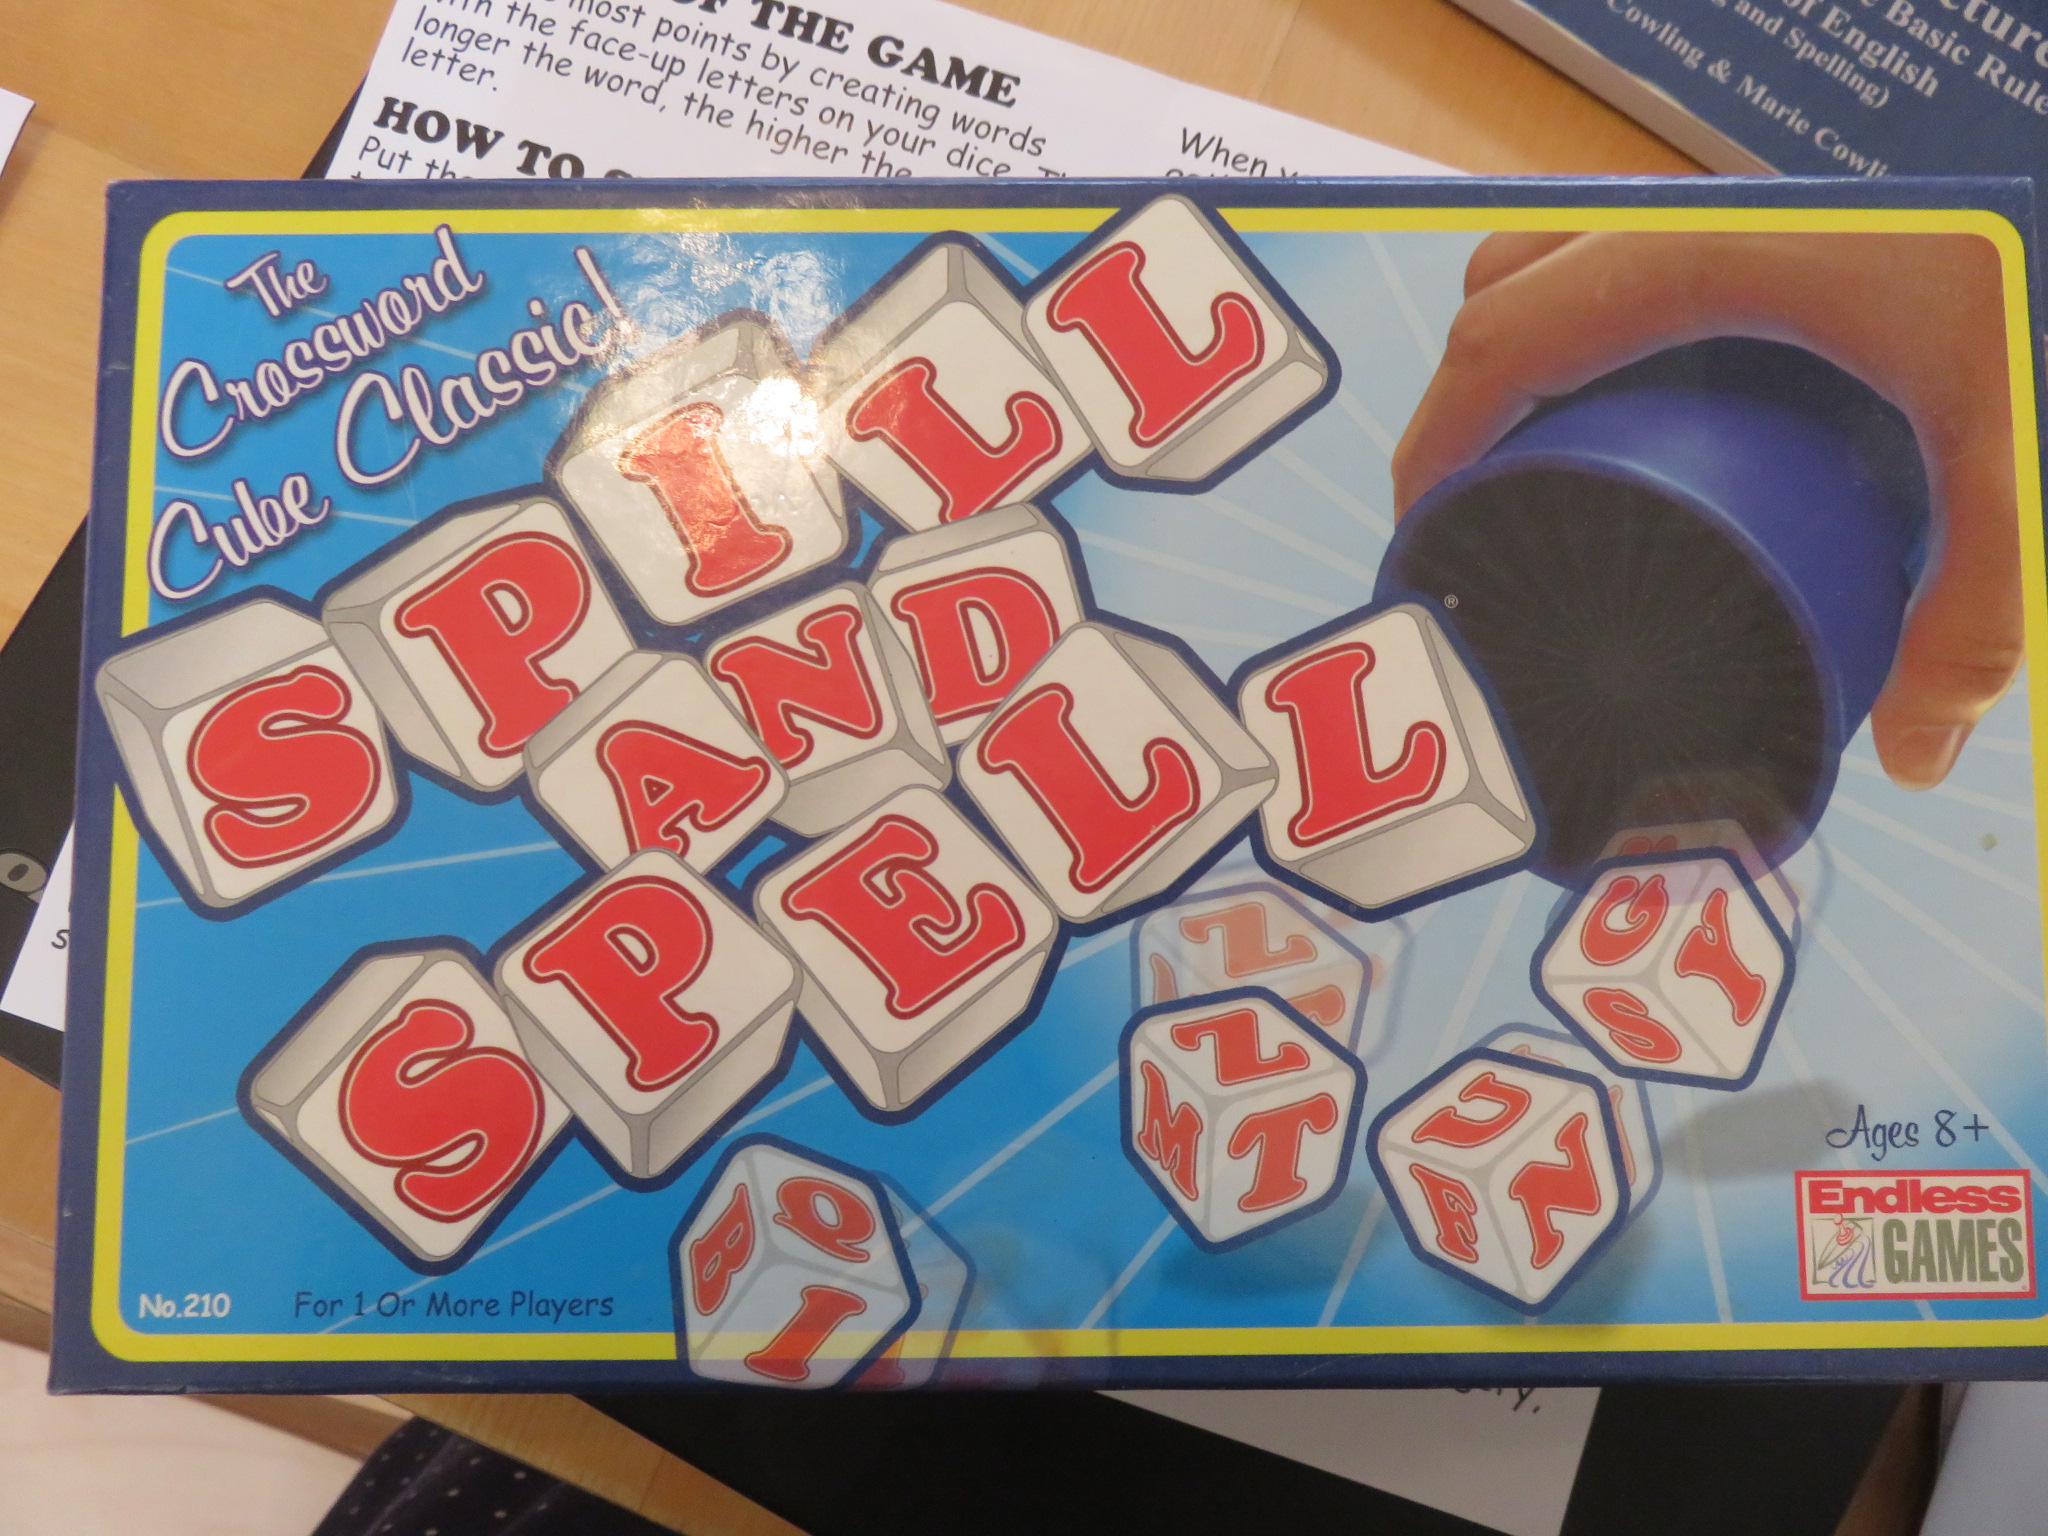 OF THE GAME
most points by creating words
with the face-up letters on your dice.
longer the word, the higher the
letter.
HOW TO
Put the
When
Basic Rule
of English
and Spelling)
Cowling & Marie Cowli
The
Crossword
Cube Classic!
SPILL
AND
SPELL
®
Z
M
T
U
F
N
G
Y
S
Q
B
I
Ages 8+
Endless
GAMES
No.210
For 1 Or More Players